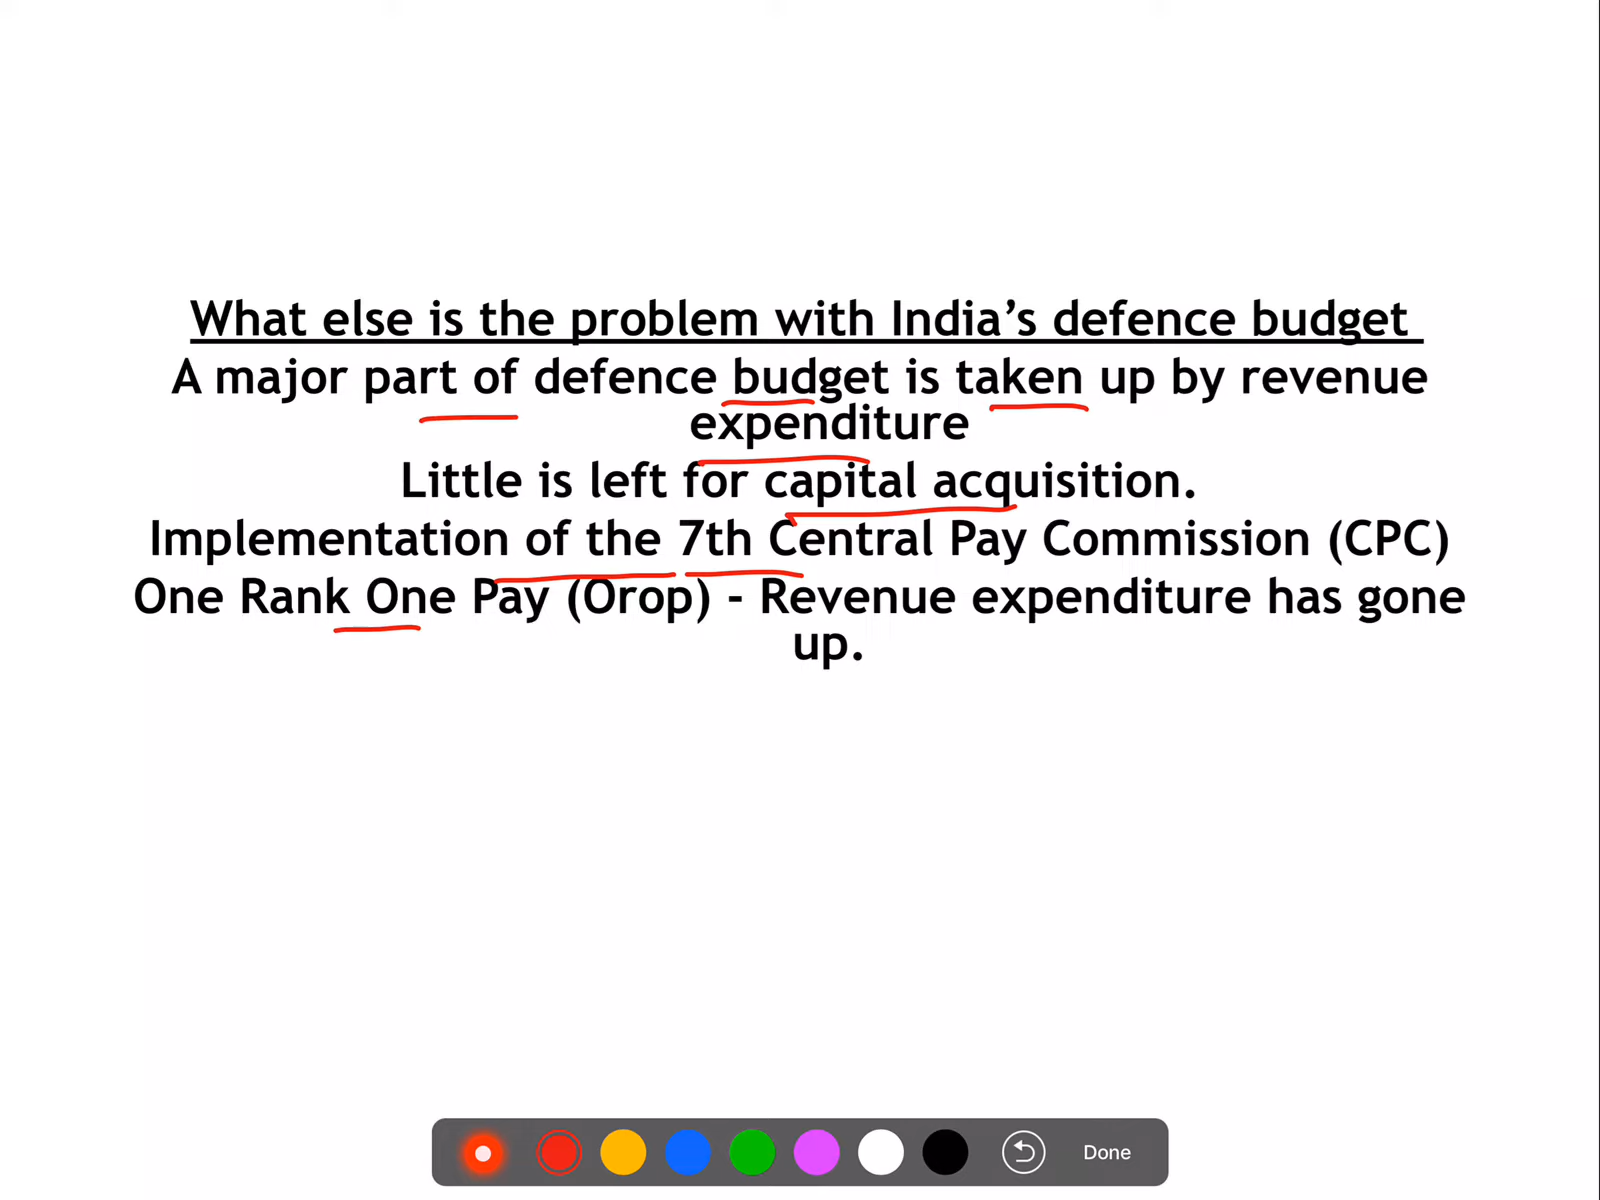 What else is the problem with India’s defence budget
A major part of defence budget is taken up by revenue
expenditure
Little is left for capital acquisition.
Implementation of the 7th Central Pay Commission (CPC)
One Rank One Pay (Orop) - Revenue expenditure has gone
up.
Done